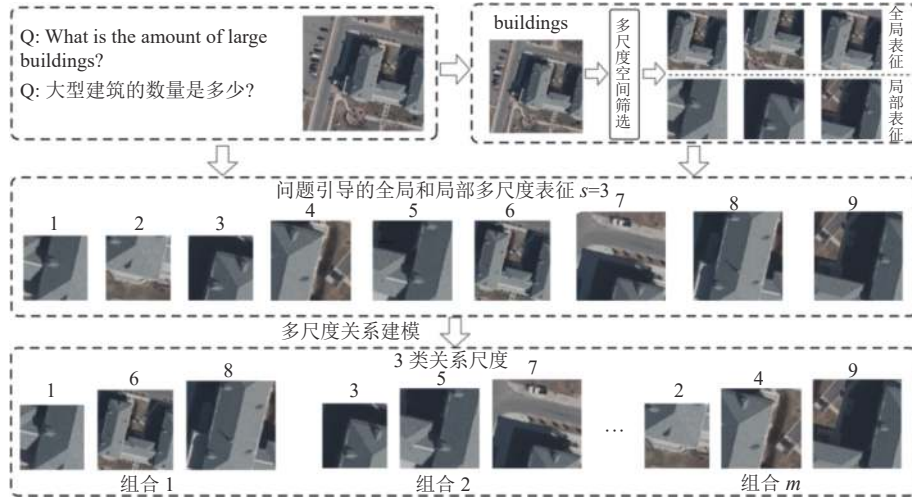 Q: What is the amount of large
buildings?
Q: 大型建筑的数量是多少?
buildings
多尺度空间筛选
全局表征
局部表征
问题引导的全局和局部多尺度表征 s=3
1 2 3 4 5 6 7 8 9
多尺度关系建模
3 类关系尺度
1 6 8 3 5 7 2 4 9
…
组合 1 组合 2 组合 m